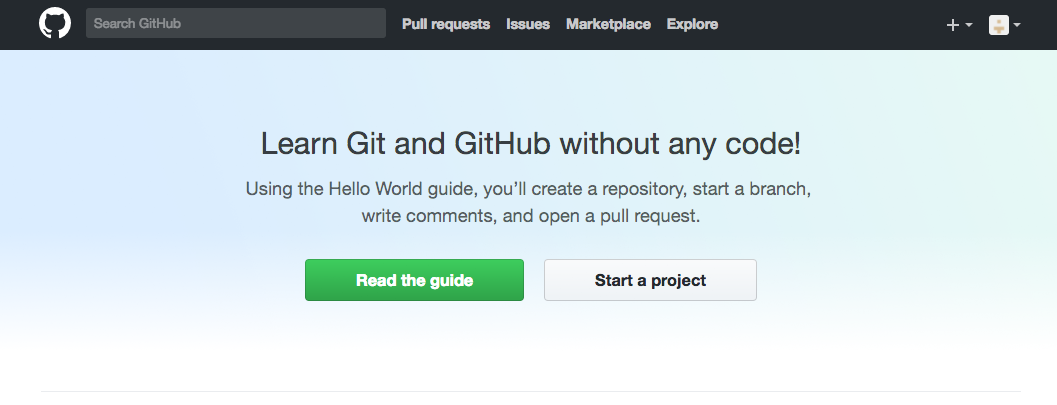 Search GitHub Pull requests Issues Marketplace Explore
Learn Git and GitHub without any code!
Using the Hello World guide, you’ll create a repository, start a branch,
write comments, and open a pull request.
Read the guide Start a project